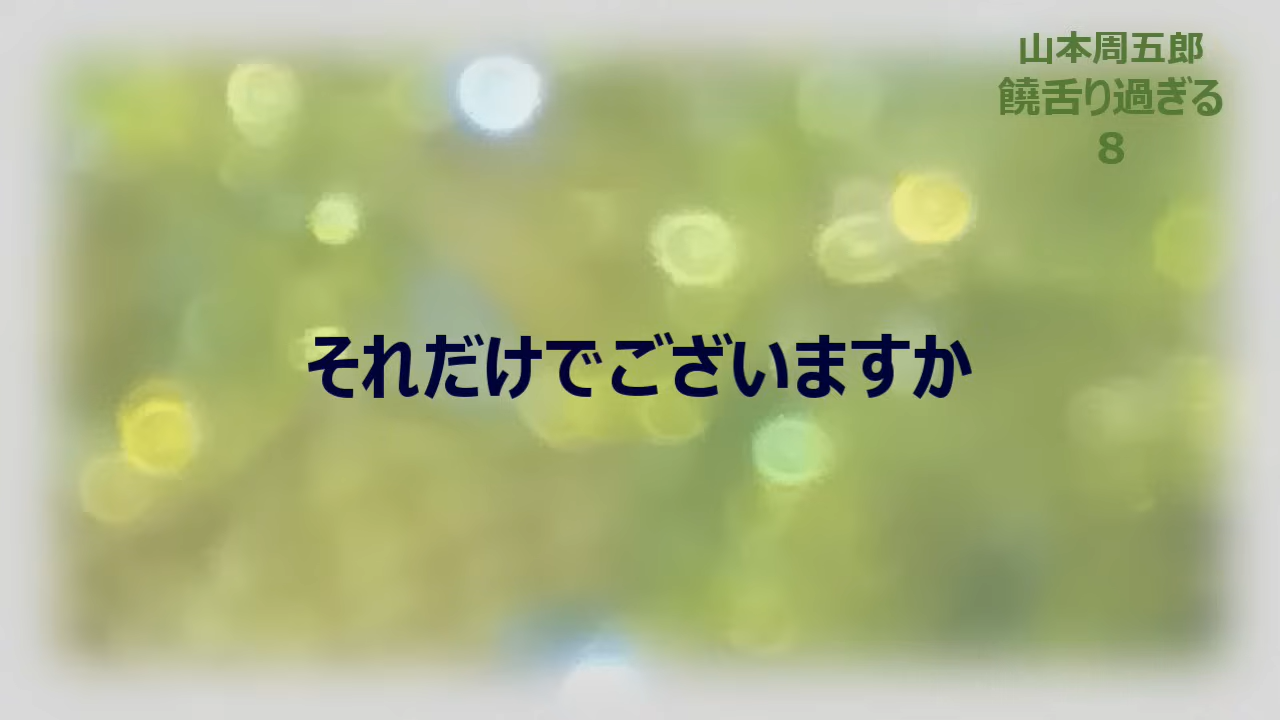 山本周五郎
饒舌り過ぎる
8
それだけでございますか